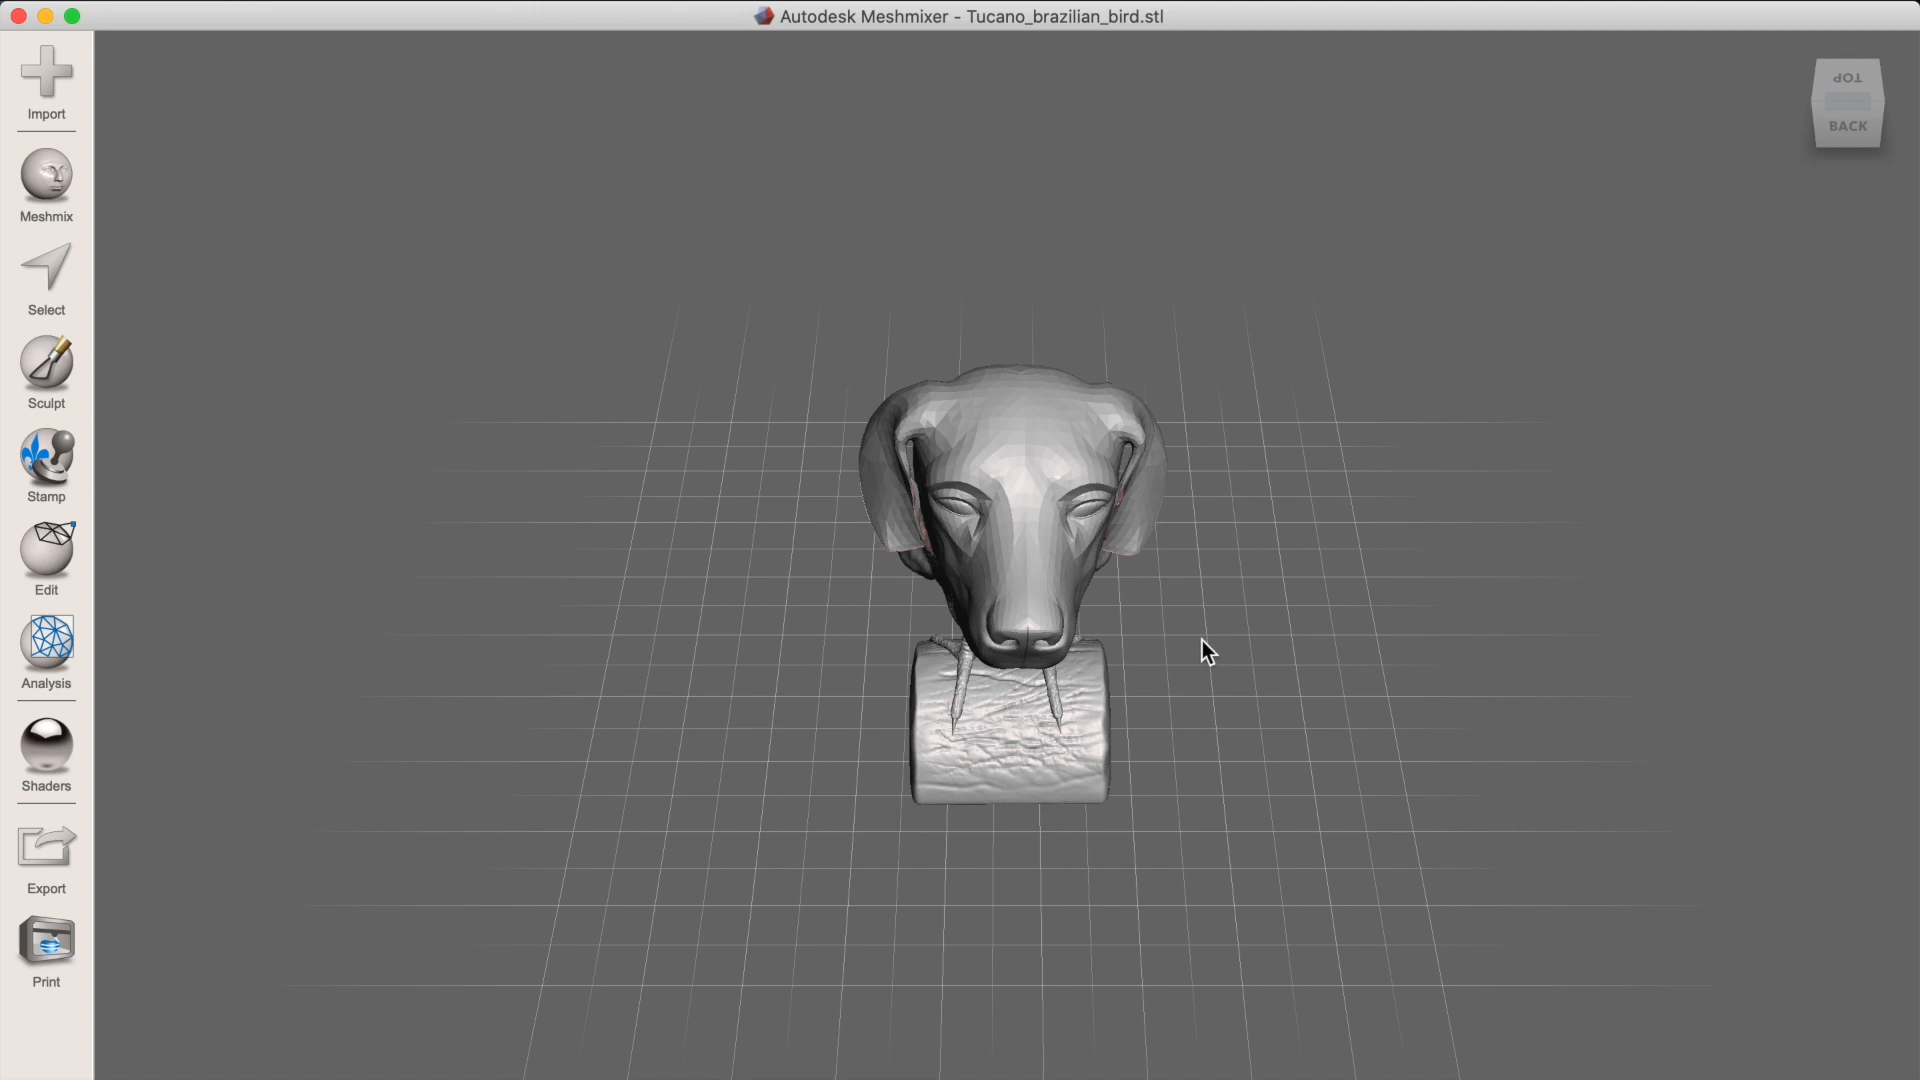 Autodesk Meshmixer - Tucano_brazilian_bird.stl
Import
Meshmix
Select
Sculpt
Stamp
Edit
Analysis
Shaders
Export
Print
TOP
BACK